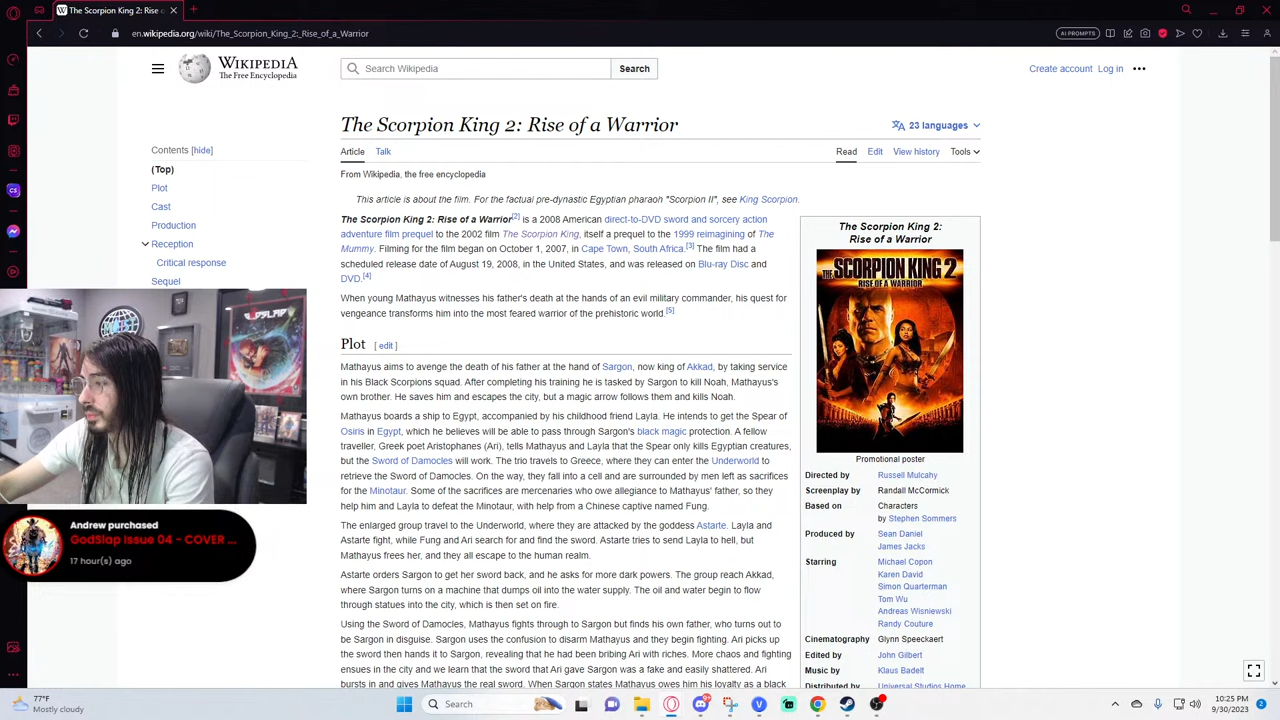 The Scorpion King 2: Rise
en.wikipedia.org/wiki/The_Scorpion_King_2:_Rise_of_a_Warrior
AI PROMPTS
WIKIPEDIA
The Free Encyclopedia
Search Wikipedia
Search
Create account Log in
The Scorpion King 2: Rise of a Warrior
23 languages
Contents [hide]
(Top)
Plot
Cast
Production
Reception
Critical response
Sequel
Article Talk
Read Edit View history Tools
From Wikipedia, the free encyclopedia
This article is about the film. For the factual pre-dynastic Egyptian pharaoh "Scorpion II", see King Scorpion.
The Scorpion King 2: Rise of a Warrior[2] is a 2008 American direct-to-DVD sword and sorcery action
adventure film prequel to the 2002 film The Scorpion King, itself a prequel to the 1999 reimagining of The
Mummy. Filming for the film began on October 1, 2007, in Cape Town, South Africa.[3] The film had a
scheduled release date of August 19, 2008, in the United States, and was released on Blu-ray Disc and
DVD.[4]
When young Mathayus witnesses his father's death at the hands of an evil military commander, his quest for
vengeance transforms him into the most feared warrior of the prehistoric world.[5]
Plot [ edit ]
Mathayus aims to avenge the death of his father at the hand of Sargon, now king of Akkad, by taking service
in his Black Scorpions squad. After completing his training he is tasked by Sargon to kill Noah, Mathayus's
own brother. He saves him and escapes the city, but a magic arrow follows them and kills Noah.
Mathayus boards a ship to Egypt, accompanied by his childhood friend Layla. He intends to get the Spear of
Osiris in Egypt, which he believes will be able to pass through Sargon's black magic protection. A fellow
traveller, Greek poet Aristophanes (Ari), tells Mathayus and Layla that the Spear only kills Egyptian creatures,
but the Sword of Damocles will work. The trio travels to Greece, where they can enter the Underworld to
retrieve the Sword of Damocles. On the way, they fall into a cell and are surrounded by men left as sacrifices
for the Minotaur. Some of the sacrifices are mercenaries who owe allegiance to Mathayus' father, so they
help him and Layla to defeat the Minotaur, with help from a Chinese captive named Fung.
The enlarged group travel to the Underworld, where they are attacked by the goddess Astarte. Layla and
Astarte fight, while Fung and Ari search for and find the sword. Astarte tries to send Layla to hell, but
Mathayus frees her, and they all escape to the human realm.
Astarte orders Sargon to get her sword back, and he asks for more dark powers. The group reach Akkad,
where Sargon turns on a machine that dumps oil into the water supply. The oil and water begin to flow
through statues into the city, which is then set on fire.
Using the Sword of Damocles, Mathayus fights through to Sargon but finds his own father, who turns out to
be Sargon in disguise. Sargon uses the confusion to disarm Mathayus and they begin fighting. Ari picks up
the sword then hands it to Sargon, revealing that he had been bribing Ari with riches. More chaos and fighting
ensues in the city and we learn that the sword that Ari gave Sargon was a fake and easily shattered. Ari
bursts in and gives Mathayus the real sword. When Sargon states Mathayus owes him his loyalty as a black
The Scorpion King 2:
Rise of a Warrior
THE SCORPION KING 2
RISE OF A WARRIOR
Promotional poster
Directed by Russell Mulcahy
Screenplay by Randall McCormick
Based on Characters
by Stephen Sommers
Produced by Sean Daniel
James Jacks
Starring Michael Copon
Karen David
Simon Quarterman
Tom Wu
Andreas Wisniewski
Randy Couture
Cinematography Glynn Speeckaert
Edited by John Gilbert
Music by Klaus Badelt
Distributed by Universal Studios Home
Andrew purchased
GodSlap Issue 04 - COVER ...
17 hour(s) ago
77°F
Mostly cloudy
Search
10:25 PM
9/30/2023